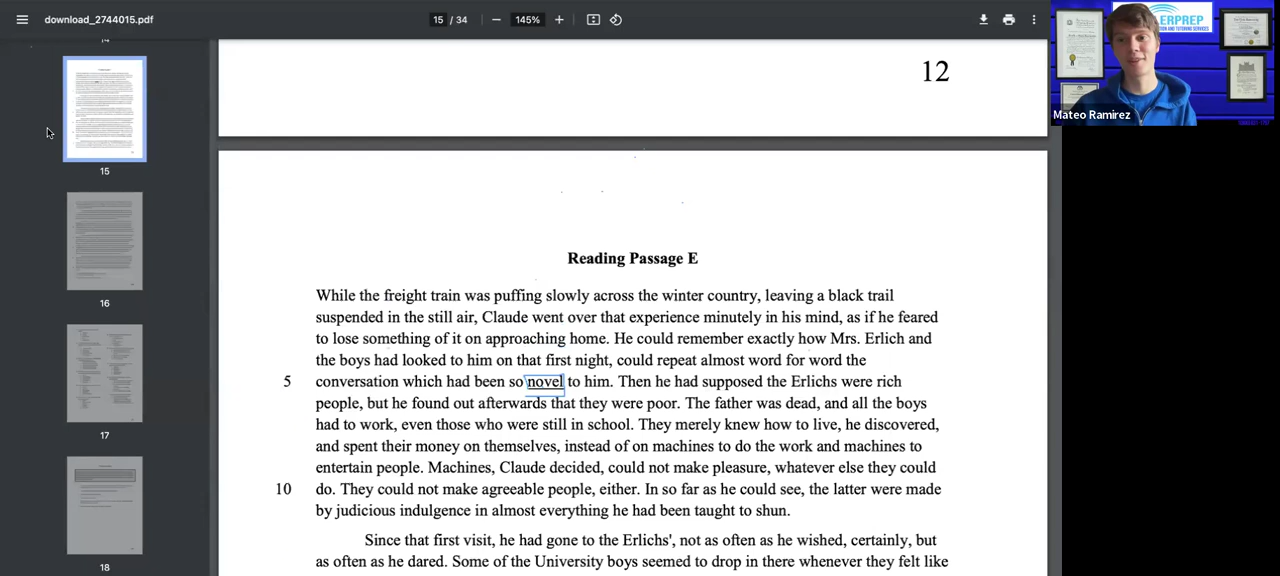 download_2744015.pdf
15 / 34
145%
ERPREP
ION AND TUTORING SERVICES
Mateo Ramirez
14
15
16
17
18
12
Reading Passage E
While the freight train was puffing slowly across the winter country, leaving a black trail
suspended in the still air, Claude went over that experience minutely in his mind, as if he feared
to lose something of it on approaching home. He could remember exactly how Mrs. Erlich and
the boys had looked to him on that first night, could repeat almost word for word the
5 conversation which had been so novel to him. Then he had supposed the Erlichs were rich
people, but he found out afterwards that they were poor. The father was dead, and all the boys
had to work, even those who were still in school. They merely knew how to live, he discovered,
and spent their money on themselves, instead of on machines to do the work and machines to
entertain people. Machines, Claude decided, could not make pleasure, whatever else they could
10 do. They could not make agreeable people, either. In so far as he could see, the latter were made
by judicious indulgence in almost everything he had been taught to shun.
Since that first visit, he had gone to the Erlichs', not as often as he wished, certainly, but
as often as he dared. Some of the University boys seemed to drop in there whenever they felt like